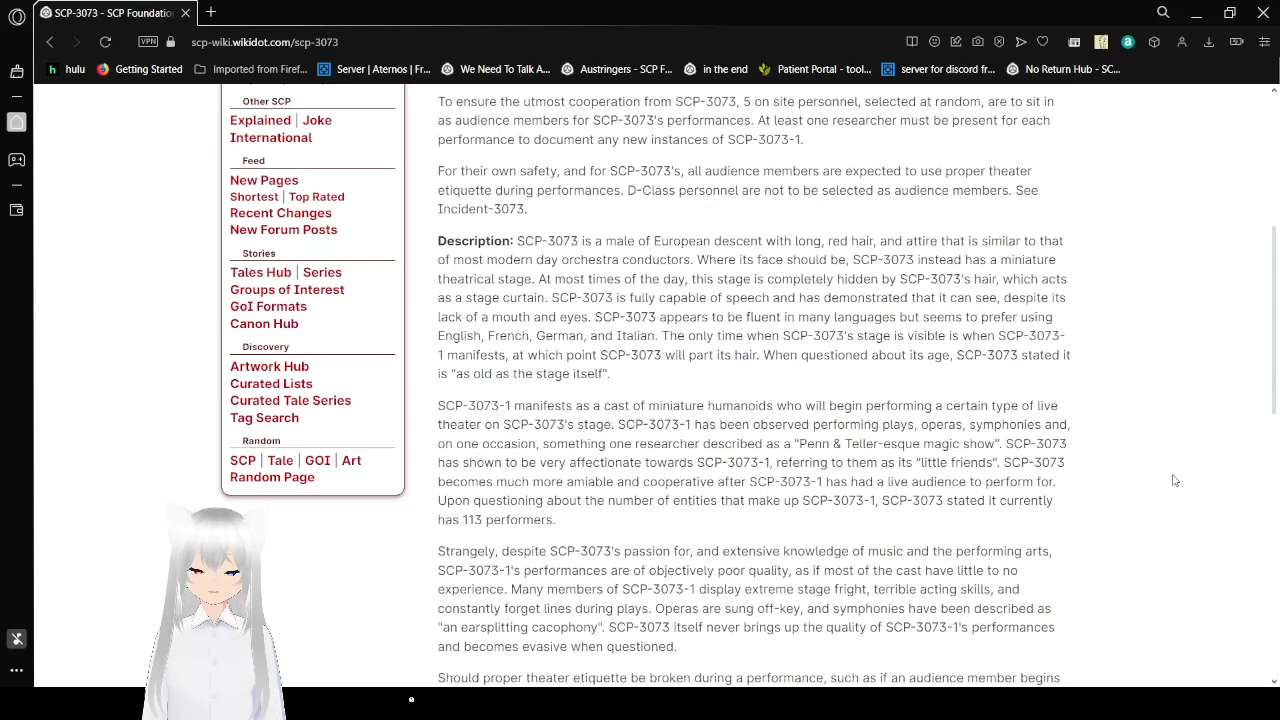 SCP-3073 - SCP Foundatio
VPN
scp-wiki.wikidot.com/scp-3073
hulu
Getting Started
Imported from Firef...
Server | Aternos | Fr...
We Need To Talk A...
Austringers - SCP F...
in the end
Patient Portal - tool...
server for discord fr...
No Return Hub - SC...
Other SCP
Explained | Joke
International
Feed
New Pages
Shortest | Top Rated
Recent Changes
New Forum Posts
Stories
Tales Hub | Series
Groups of Interest
GoI Formats
Canon Hub
Discovery
Artwork Hub
Curated Lists
Curated Tale Series
Tag Search
Random
SCP | Tale | GOI | Art
Random Page
To ensure the utmost cooperation from SCP-3073, 5 on site personnel, selected at random, are to sit in
as audience members for SCP-3073's performances. At least one researcher must be present for each
performance to document any new instances of SCP-3073-1.
For their own safety, and for SCP-3073's, all audience members are expected to use proper theater
etiquette during performances. D-Class personnel are not to be selected as audience members. See
Incident-3073.
Description: SCP-3073 is a male of European descent with long, red hair, and attire that is similar to that
of most modern day orchestra conductors. Where its face should be, SCP-3073 instead has a miniature
theatrical stage. At most times of the day, this stage is completely hidden by SCP-3073's hair, which acts
as a stage curtain. SCP-3073 is fully capable of speech and has demonstrated that it can see, despite its
lack of a mouth and eyes. SCP-3073 appears to be fluent in many languages but seems to prefer using
English, French, German, and Italian. The only time when SCP-3073's stage is visible is when SCP-3073-
1 manifests, at which point SCP-3073 will part its hair. When questioned about its age, SCP-3073 stated it
is "as old as the stage itself".
SCP-3073-1 manifests as a cast of miniature humanoids who will begin performing a certain type of live
theater on SCP-3073's stage. SCP-3073-1 has been observed performing plays, operas, symphonies and,
on one occasion, something one researcher described as a "Penn & Teller-esque magic show". SCP-3073
has shown to be very affectionate towards SCP-3073-1, referring to them as its "little friends". SCP-3073
becomes much more amiable and cooperative after SCP-3073-1 has had a live audience to perform for.
Upon questioning about the number of entities that make up SCP-3073-1, SCP-3073 stated it currently
has 113 performers.
Strangely, despite SCP-3073's passion for, and extensive knowledge of music and the performing arts,
SCP-3073-1's performances are of objectively poor quality, as if most of the cast have little to no
experience. Many members of SCP-3073-1 display extreme stage fright, terrible acting skills, and
constantly forget lines during plays. Operas are sung off-key, and symphonies have been described as
"an earsplitting cacophony". SCP-3073 itself never brings up the quality of SCP-3073-1's performances
and becomes evasive when questioned.
Should proper theater etiquette be broken during a performance, such as if an audience member begins